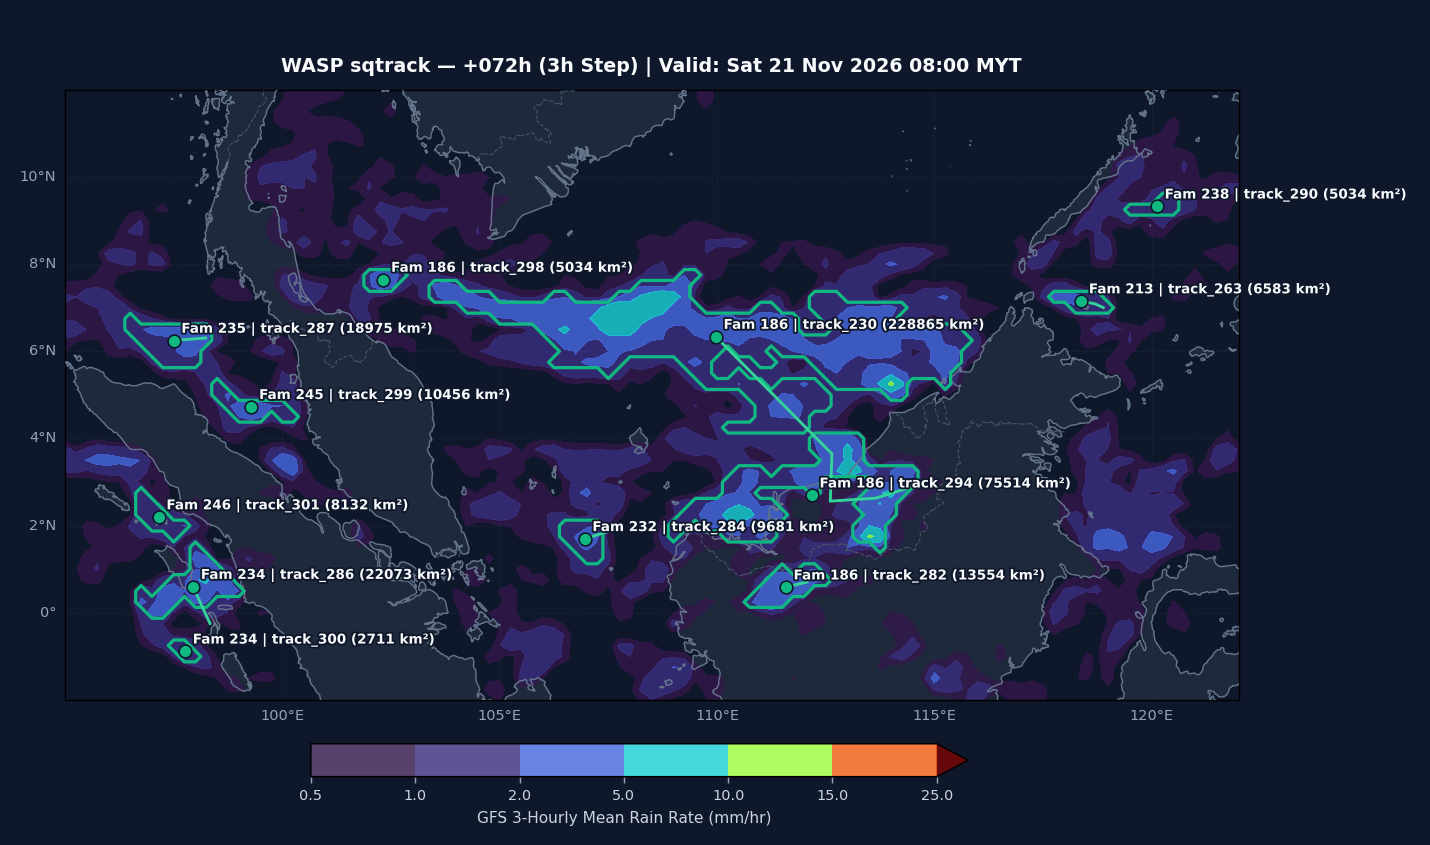 WASP sqtrack — +072h (3h Step) | Valid: Sat 21 Nov 2026 08:00 MYT
10°N
8°N
6°N
4°N
2°N
0°
Fam 238 | track_290 (5034 km²)
Fam 186 | track_298 (5034 km²)
Fam 213 | track_263 (6583 km²)
Fam 235 | track_287 (18975 km²)
Fam 186 | track_230 (228865 km²)
Fam 245 | track_299 (10456 km²)
Fam 186 | track_294 (75514 km²)
Fam 246 | track_301 (8132 km²)
Fam 232 | track_284 (9681 km²)
Fam 234 | track_286 (22073 km²)
Fam 186 | track_282 (13554 km²)
Fam 234 | track_300 (2711 km²)
100°E
105°E
110°E
115°E
120°E
0.5
1.0
2.0
5.0
10.0
15.0
25.0
GFS 3-Hourly Mean Rain Rate (mm/hr)